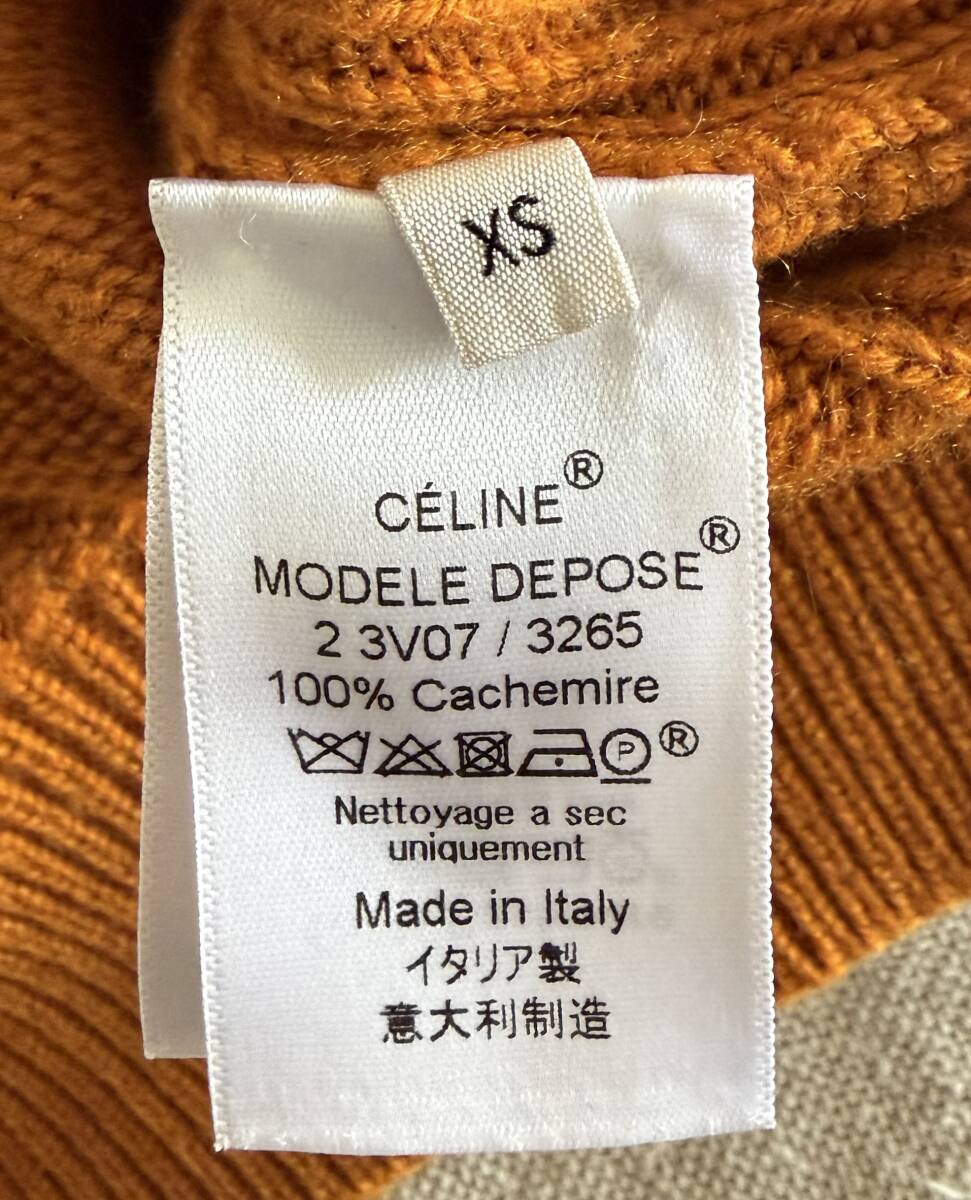 XS
CÉLINE®
MODELE DEPOSE®
2 3V07 / 3265
100% Cachemire
P ®
Nettoyage a sec
uniquement
Made in Italy
イタリア製
意大利制造